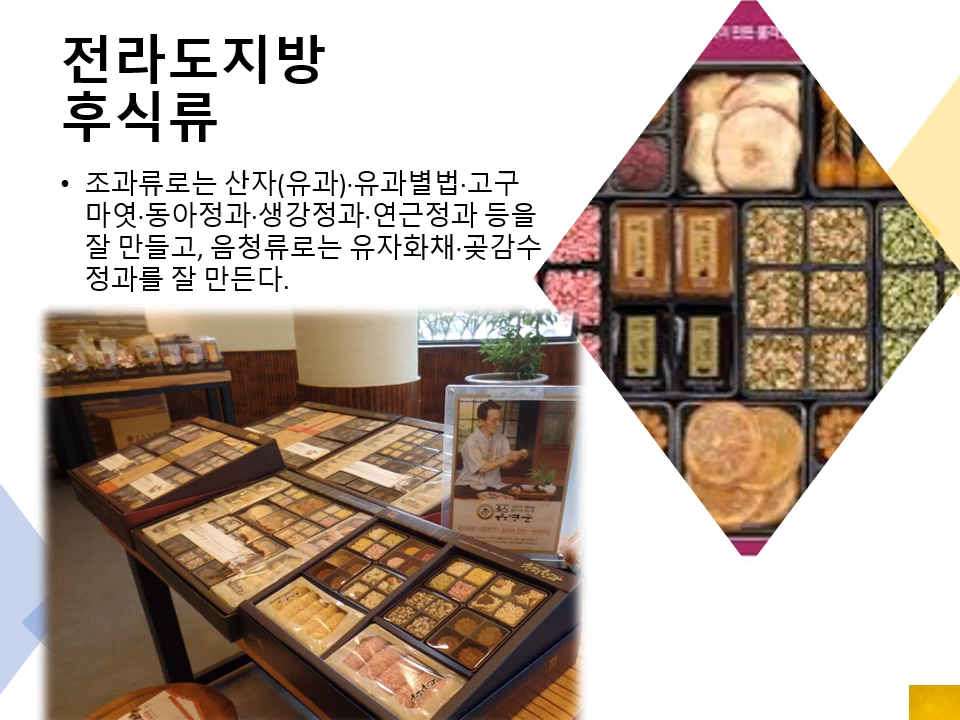 전라도지방
후식류
• 조과류로는 산자(유과)·유과별법·고구
마엿·동아정과·생강정과·연근정과 등을
잘 만들고, 음청류로는 유자화채·곶감수
정과를 잘 만든다.